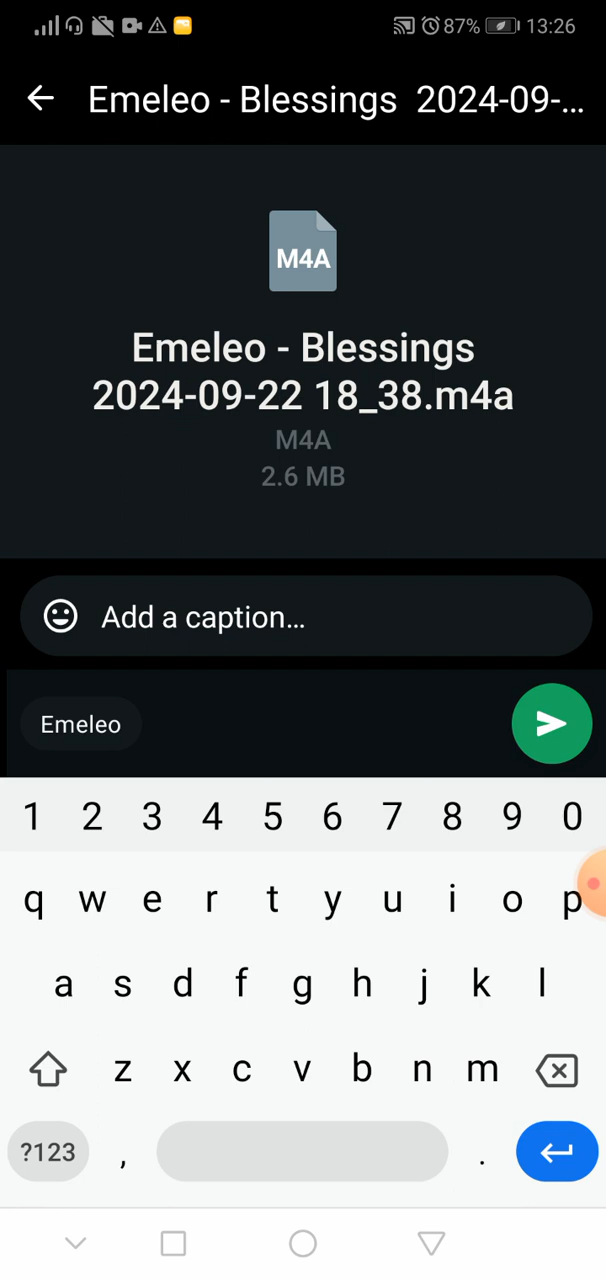 87% 13:26
Emeleo - Blessings 2024-09-...
M4A
Emeleo - Blessings
2024-09-22 18_38.m4a
M4A
2.6 MB
Add a caption...
Emeleo
1 2 3 4 5 6 7 8 9 0
q w e r t y u i o p
a s d f g h j k l
z x c v b n m
?123 , .